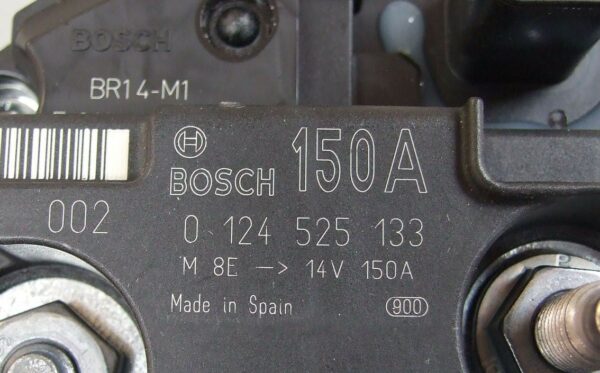 BOSCH
BR14-M1
BOSCH 150A
002
0 124 525 133
M 8E -> 14V 150A
Made in Spain 900